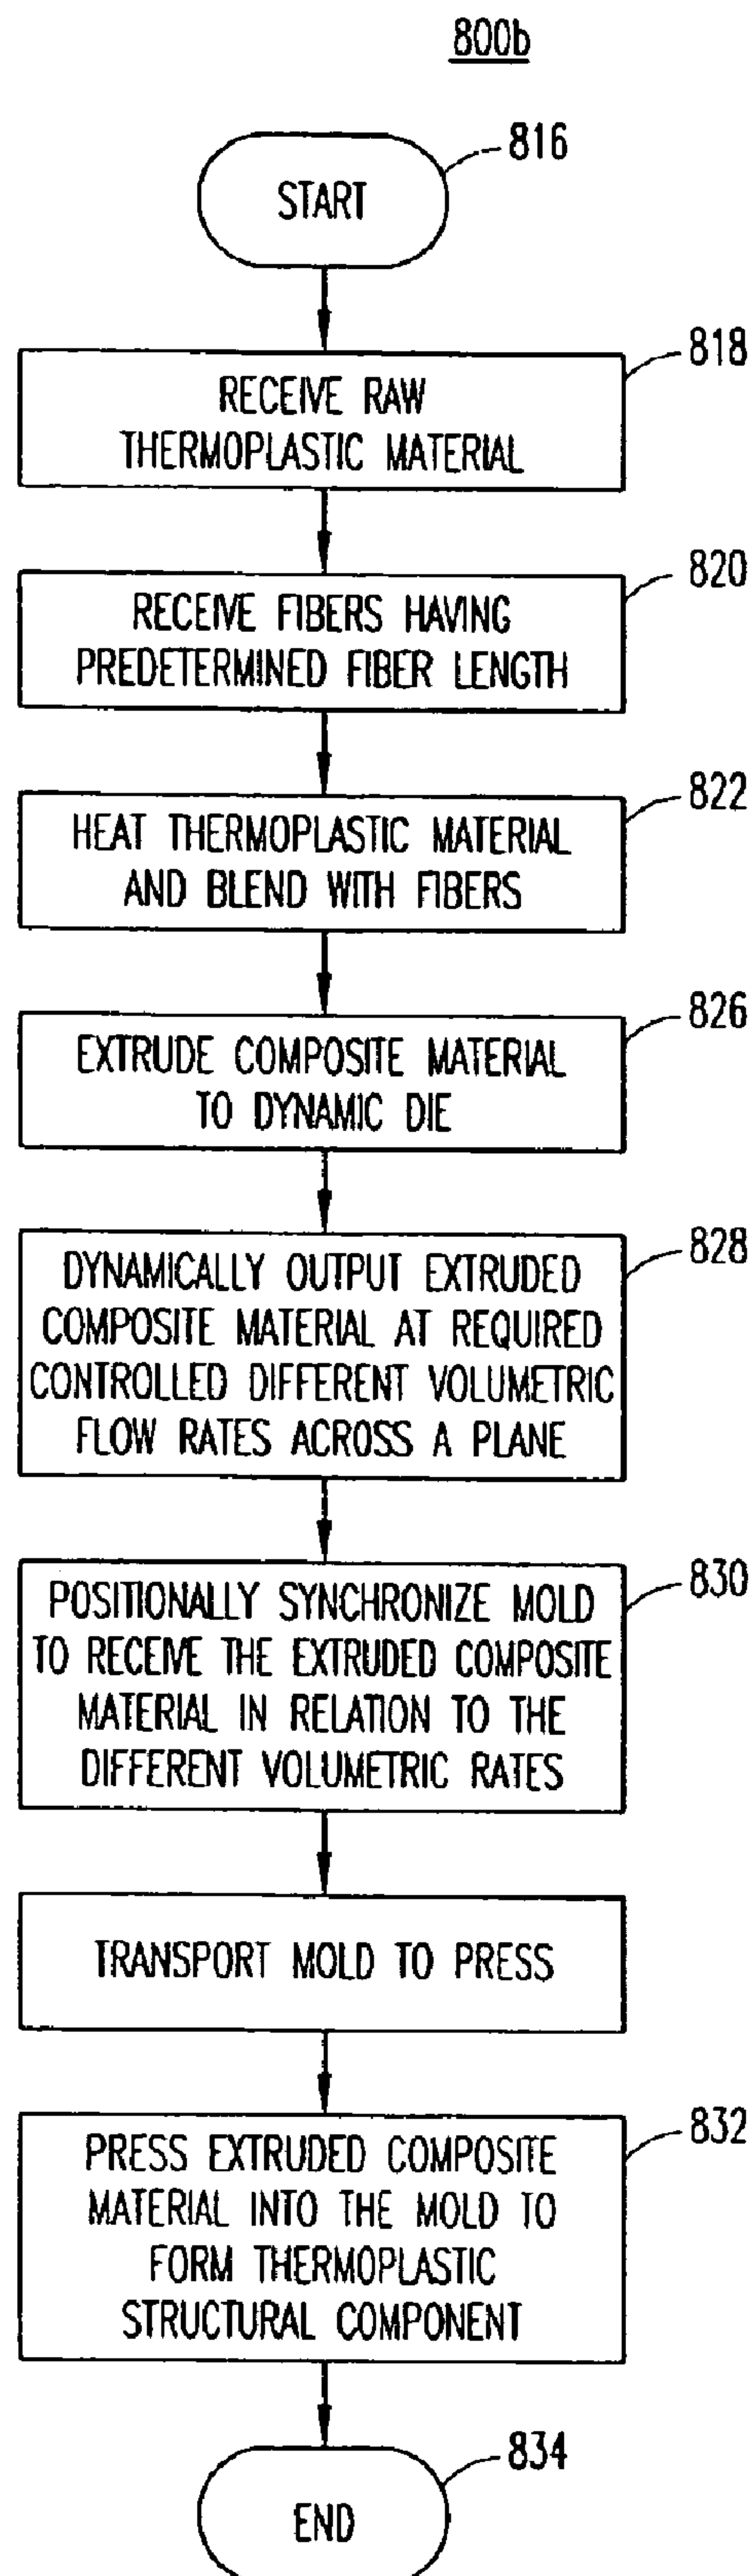 800b
816
START
818
RECEIVE RAW
THERMOPLASTIC MATERIAL
820
RECEIVE FIBERS HAVING
PREDETERMINED FIBER LENGTH
822
HEAT THERMOPLASTIC MATERIAL
AND BLEND WITH FIBERS
826
EXTRUDE COMPOSITE MATERIAL
TO DYNAMIC DIE
828
DYNAMICALLY OUTPUT EXTRUDED
COMPOSITE MATERIAL AT REQUIRED
CONTROLLED DIFFERENT VOLUMETRIC
FLOW RATES ACROSS A PLANE
830
POSITIONALLY SYNCHRONIZE MOLD
TO RECEIVE THE EXTRUDED COMPOSITE
MATERIAL IN RELATION TO THE
DIFFERENT VOLUMETRIC RATES
TRANSPORT MOLD TO PRESS
832
PRESS EXTRUDED COMPOSITE
MATERIAL INTO THE MOLD TO
FORM THERMOPLASTIC
STRUCTURAL COMPONENT
834
END